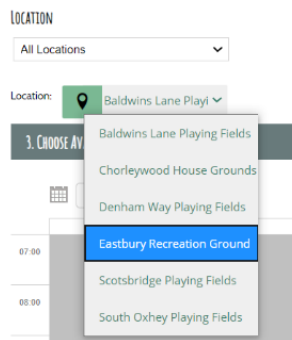 LOCATION
All Locations
Location:
Baldwins Lane Playi
3. CHOOSE AV
Baldwins Lane Playing Fields
Chorleywood House Grounds
Denham Way Playing Fields
Eastbury Recreation Ground
07:00
Scotsbridge Playing Fields
08:00
South Oxhey Playing Fields